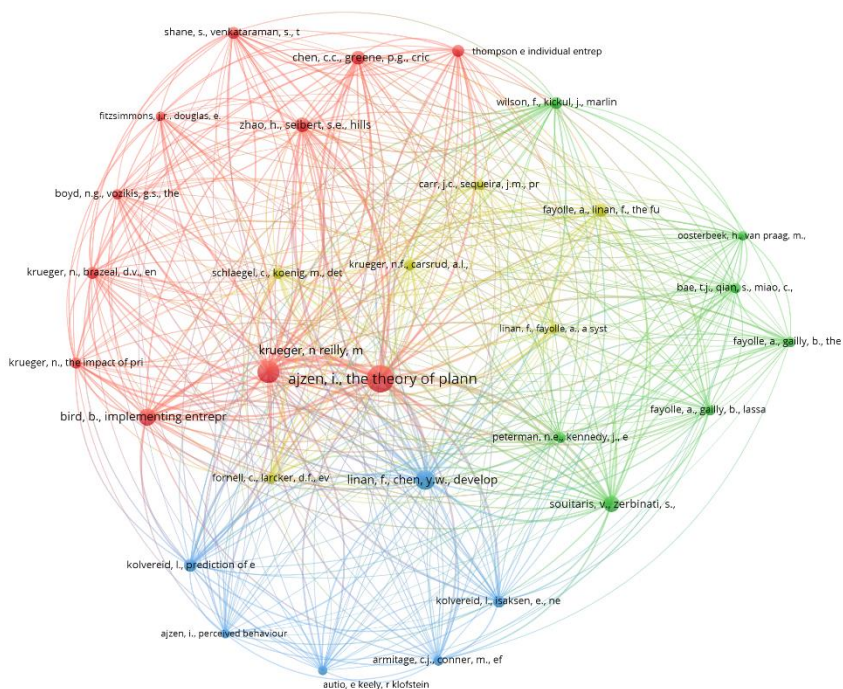 shane, s., venkataraman, s., t
thompson e individual entrep
chen, c.c., greene, p.g., cric
wilson, f., kickul, j., marlin
fitzsimmons, j.r., douglas, e.
zhao, h., seibert, s.e., hills
carr, j.c., sequeira, j.m., pr
boyd, n.g., vozikis, g.s., the
fayolle, a., linan, f., the fu
oosterbeek, h., van praag, m.,
krueger, n.f., carsrud, a.l.,
krueger, n., brazeal, d.v., en
schlaegel, c., koenig, m., det
bae, t.j., qian, s., miao, c.,
linan, f., fayolle, a., a syst
fayolle, a., gailly, b., the
krueger, n reilly, m
krueger, n., the impact of pri
ajzen, i., the theory of plann
fayolle, a., gailly, b., lassa
bird, b., implementing entrepr
peterman, n.e., kennedy, j., e
fornell, c., larcker, d.f., ev
linan, f., chen, y.w., develop
souitaris, v., zerbinati, s.,
kolvereid, l., prediction of e
kolvereid, l., isaksen, e., ne
ajzen, i., perceived behaviour
armitage, c.j., conner, m., ef
autio, e keely, r klofstein